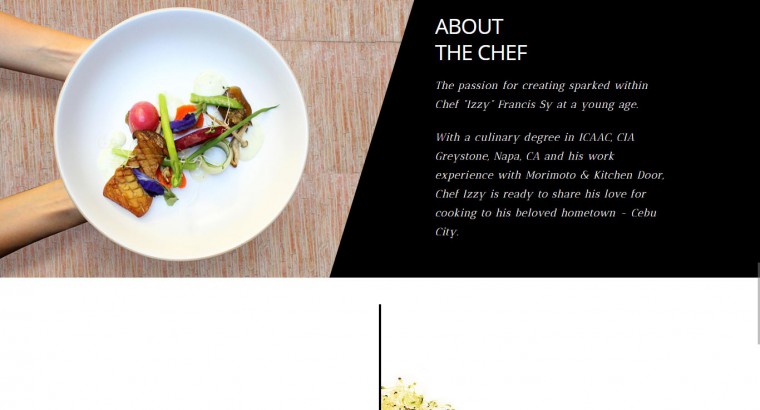 ABOUT
THE CHEF
The passion for creating sparked within
Chef "Izzy" Francis Sy at a young age.
With a culinary degree in ICAAC, CIA
Greystone, Napa, CA and his work
experience with Morimoto & Kitchen Door,
Chef Izzy is ready to share his love for
cooking to his beloved hometown – Cebu
City.